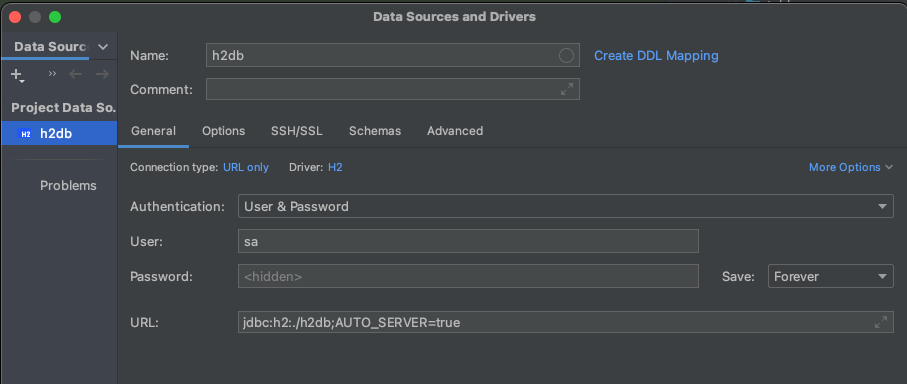 Data Sources and Drivers
Data Sourc
Name: h2db Create DDL Mapping
Comment:
Project Data So..
H2 h2db
Problems
General Options SSH/SSL Schemas Advanced
Connection type: URL only Driver: H2 More Options
Authentication: User & Password
User: sa
Password: <hidden> Save: Forever
URL: jdbc:h2:./h2db;AUTO_SERVER=true